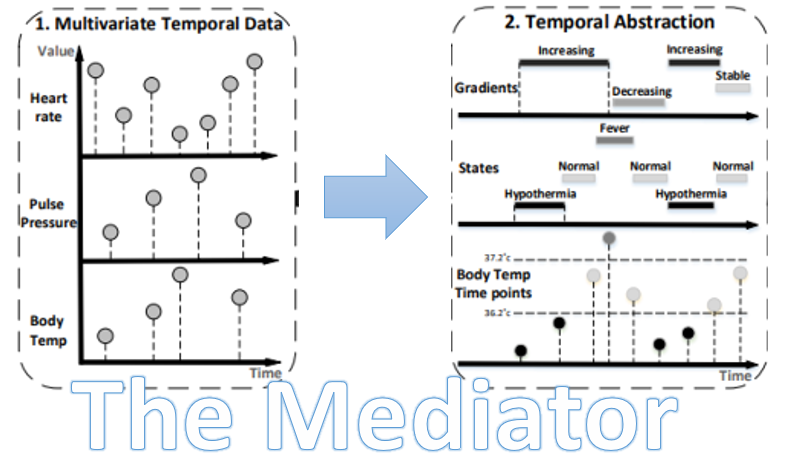 1. Multivariate Temporal Data
Value
Heart
rate
Pulse
Pressure
Body
Temp
Time
2. Temporal Abstraction
Increasing
Increasing
Stable
Gradients
Decreasing
Fever
States
Normal
Normal
Normal
Hypothermia
Hypothermia
37.2°c
Body Temp
Time points
36.2°c
Time
The Mediator